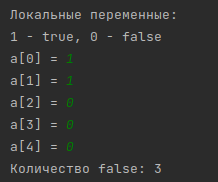 Локальные переменные:
1 - true, 0 - false
a[0] = 1
a[1] = 1
a[2] = 0
a[3] = 0
a[4] = 0
Количество false: 3